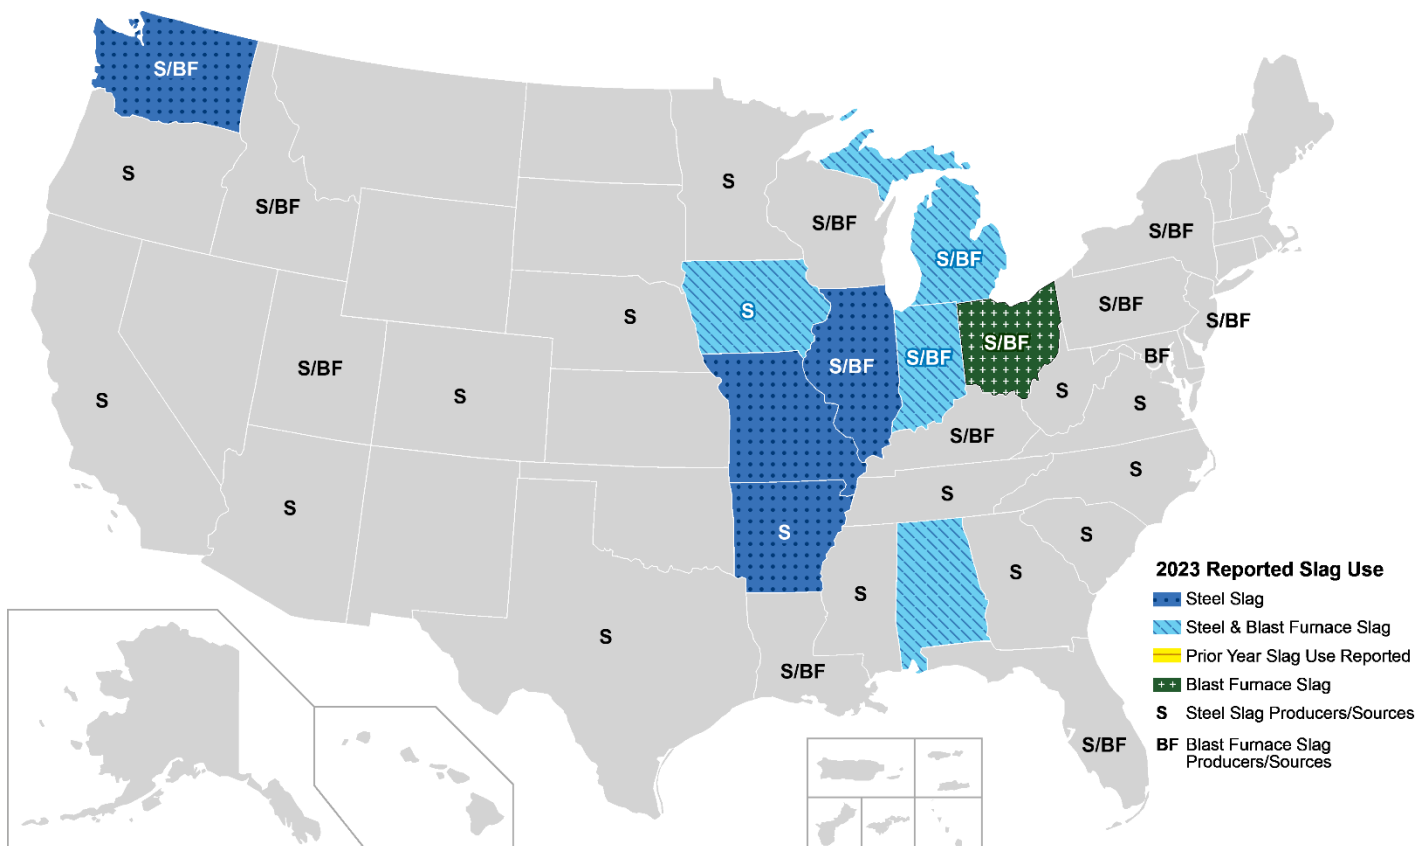 S/BF
S
S/BF
S
S/BF
S/BF
S/BF
S/BF
S
S
S/BF
S/BF
S/BF
S/BF
S/BF
S/BF
BF
S
S
S
S
S/BF
S
S
S
S
S
S
S
S
S
S/BF
S/BF
2023 Reported Slag Use
Steel Slag
Steel & Blast Furnace Slag
Prior Year Slag Use Reported
Blast Furnace Slag
S Steel Slag Producers/Sources
BF Blast Furnace Slag
Producers/Sources